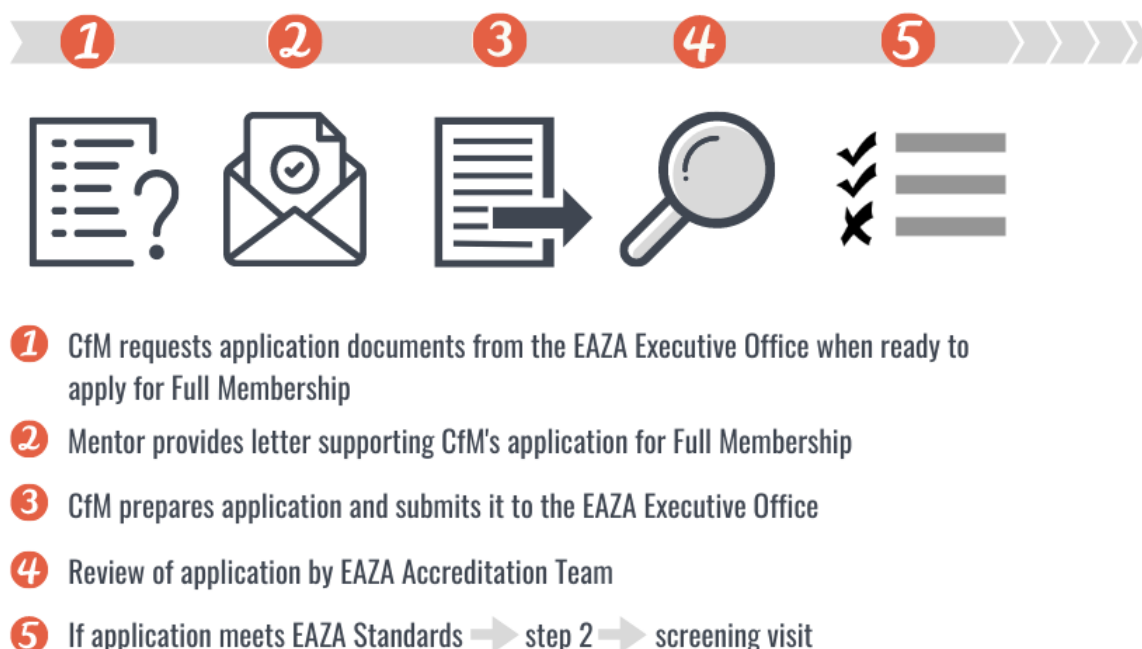 1 2 3 4 5
1 CfM requests application documents from the EAZA Executive Office when ready to
apply for Full Membership
2 Mentor provides letter supporting CfM's application for Full Membership
3 CfM prepares application and submits it to the EAZA Executive Office
4 Review of application by EAZA Accreditation Team
5 If application meets EAZA Standards step 2 screening visit